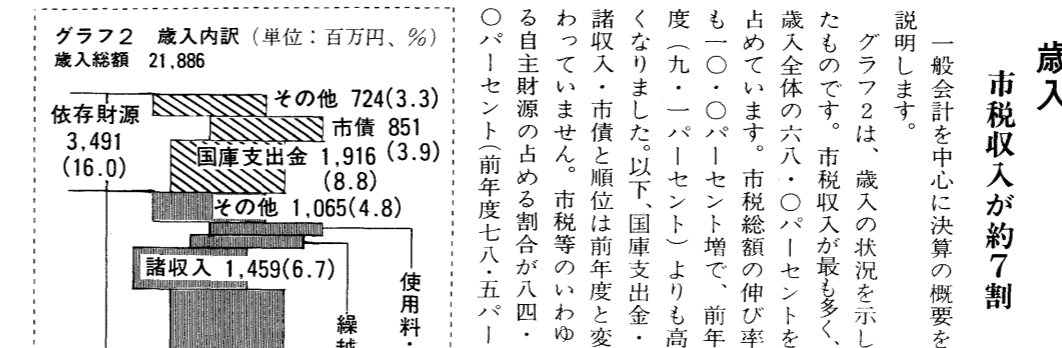 歳入
市税収入が約7割
一般会計を中心に決算の概要を
説明します。
グラフ2は、歳入の状況を示し
たものです。市税収入が最も多く、
歳入全体の六八・〇パーセントを
占めています。市税総額の伸び率
も一〇・〇パーセント増で、前年
度(九・一パーセント)よりも高
くなりました。以下、国庫支出金・
諸収入・市債と順位は前年度と変
わっていません。市税等のいわゆ
る自主財源の占める割合が八四・
〇パーセント(前年度七八・五パー
グラフ2 歳入内訳(単位:百万円、%)
歳入総額 21,886
依存財源
3,491
(16.0)
その他 724(3.3)
市債 851
(3.9)
国庫支出金 1,916
(8.8)
その他 1,065(4.8)
諸収入 1,459(6.7)
使用料・
繰越